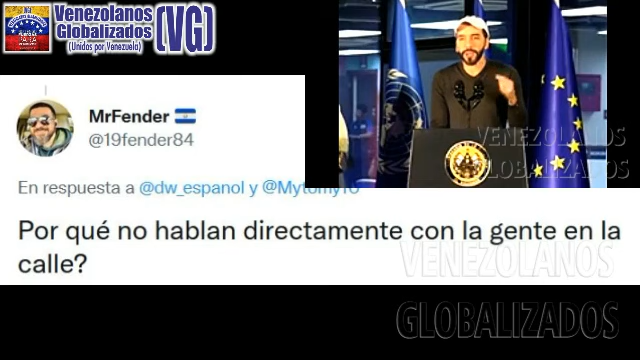 Venezolanos
Globalizados
(Unidos por Venezuela)
(VG)
VENEZOLANOS
GLOBALIZADOS
MrFender
@19fender84
En respuesta a @dw_espanol y @Mytomy10
Por qué no hablan directamente con la gente en la
calle?
VENEZOLANOS
GLOBALIZADOS